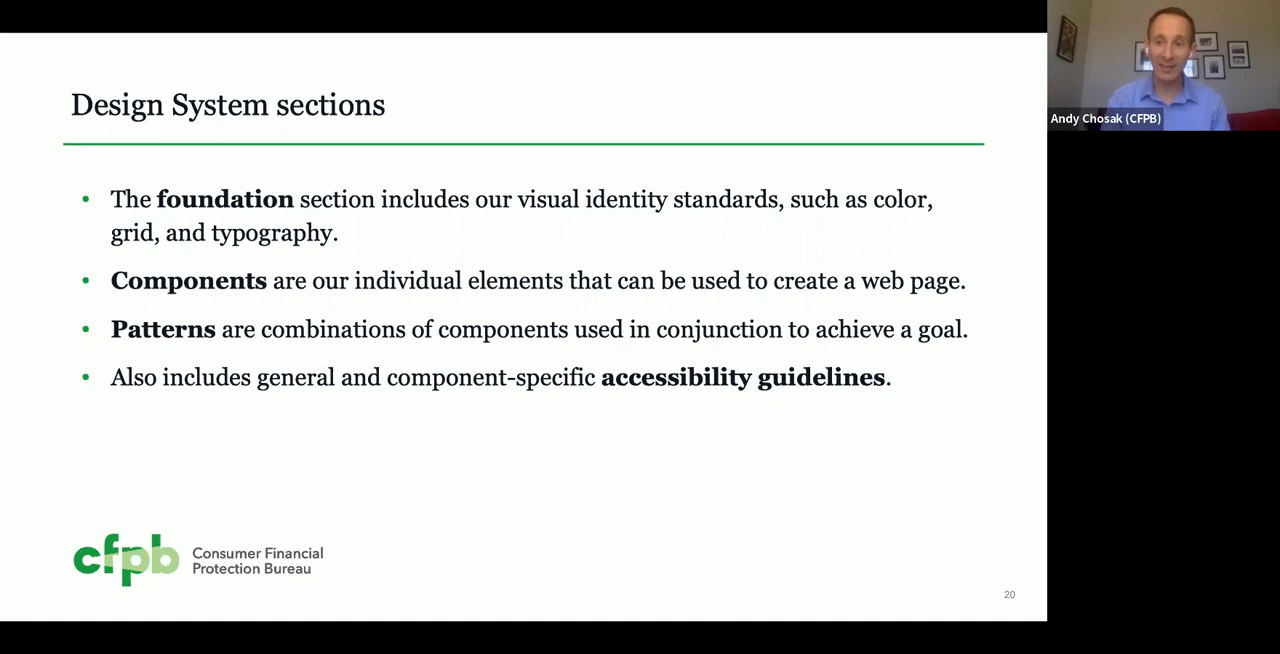 Design System sections
• The foundation section includes our visual identity standards, such as color,
grid, and typography.
• Components are our individual elements that can be used to create a web page.
• Patterns are combinations of components used in conjunction to achieve a goal.
• Also includes general and component-specific accessibility guidelines.
cfpb
Consumer Financial
Protection Bureau
20
Andy Chosak (CFPB)